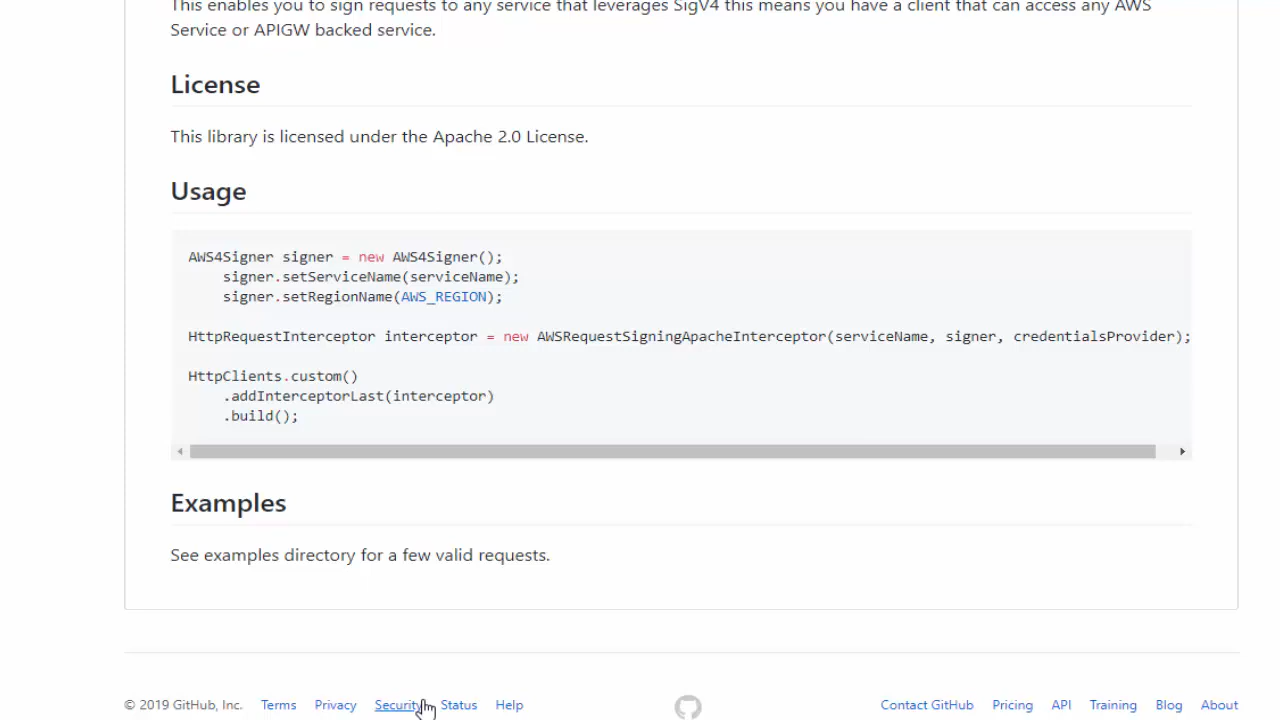 This enables you to sign requests to any service that leverages SigV4 this means you have a client that can access any AWS
Service or APIGW backed service.
License
This library is licensed under the Apache 2.0 License.
Usage
AWS4Signer signer = new AWS4Signer();
signer.setServiceName(serviceName);
signer.setRegionName(AWS_REGION);
HttpRequestInterceptor interceptor = new AWSRequestSigningApacheInterceptor(serviceName, signer, credentialsProvider);
HttpClients.custom()
.addInterceptorLast(interceptor)
.build();
Examples
See examples directory for a few valid requests.
© 2019 GitHub, Inc. Terms Privacy Security Status Help Contact GitHub Pricing API Training Blog About